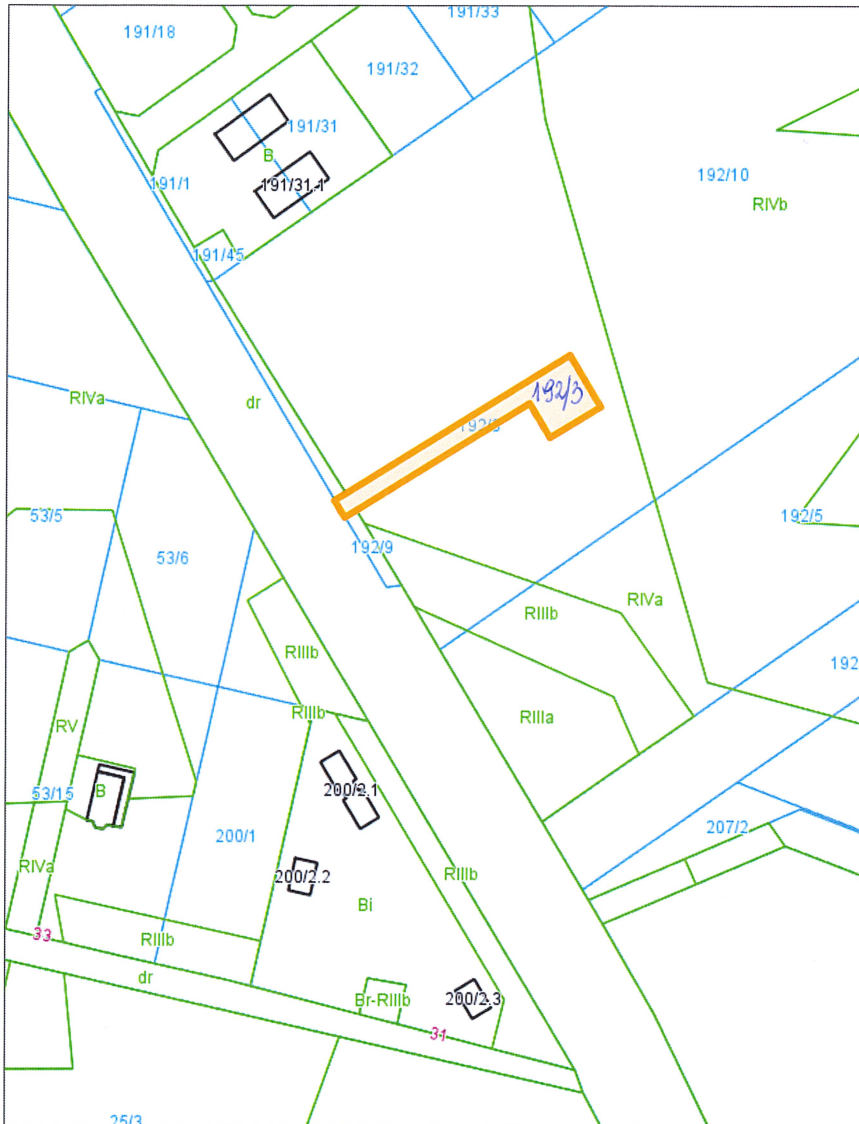 191/33
191/18
191/32
191/31
B
192/10
191/1
191/31.1
RIVb
191/45
RIVa
dr
192/3
192/3
53/5
192/5
192/9
53/6
RIIIb
RIVa
RIIIb
192
RIIIb
RIIIa
RV
200/2.1
53/15
B
207/2
200/1
RIVa
200/2.2
RIIIb
Bi
33
RIIIb
dr
Br-RIIIb
200/2.3
31
25/3